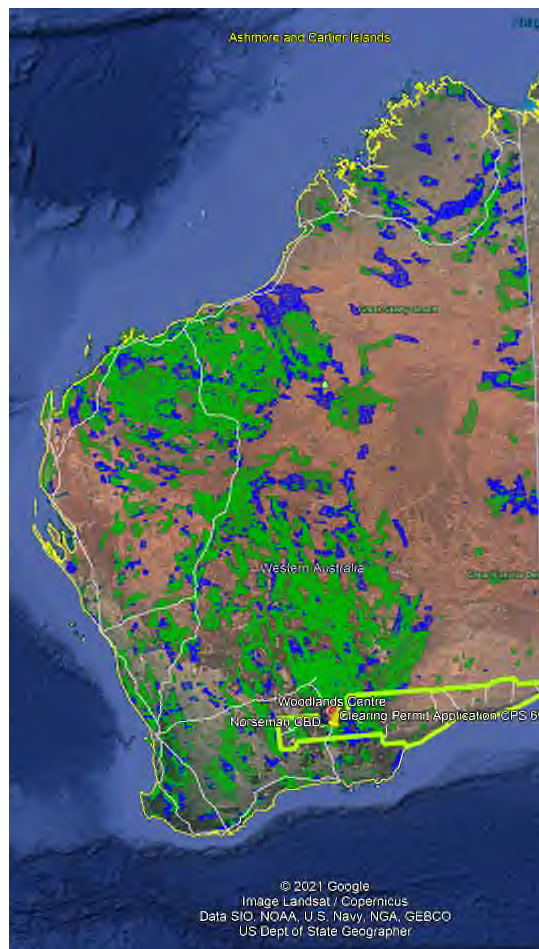 Ashmore and Cartier Islands
Western Australia
Woodlands Centre
Norseman CBD
Clearing Permit Application CPS 69
© 2021 Google
Image Landsat / Copernicus
Data SIO, NOAA, U.S. Navy, NGA, GEBCO
US Dept of State Geographer